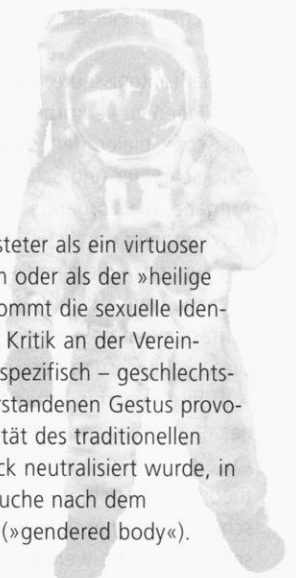 steter als ein virtuoser
n oder als der »heilige
ommt die sexuelle Iden-
Kritik an der Verein-
spezifisch – geschlechts-
rstandenen Gestus provo-
tät des traditionellen
ck neutralisiert wurde, in
uche nach dem
(»gendered body«).